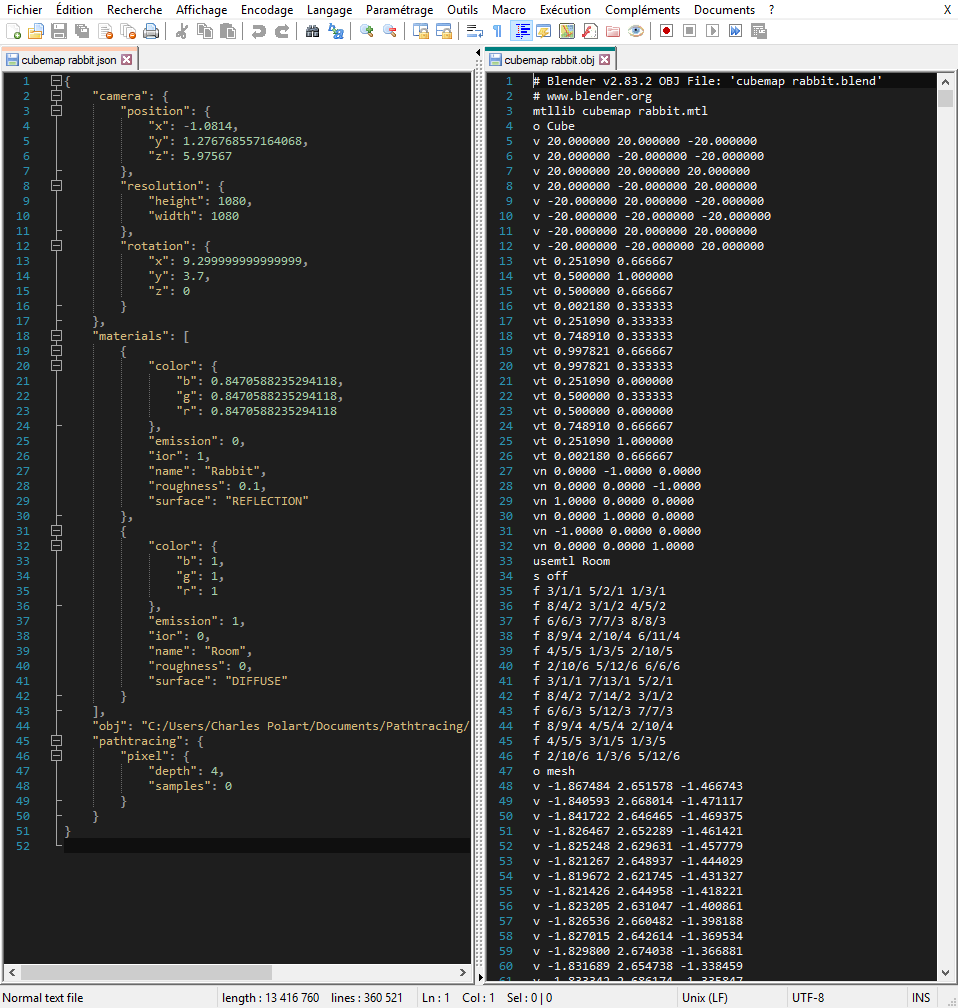 Fichier Édition Recherche Affichage Encodage Langage Paramétrage Outils Macro Exécution Compléments Documents ? X
cubemap rabbit.json
1 {
2 "camera": {
3 "position": {
4 "x": -1.0814,
5 "y": 1.276768557164068,
6 "z": 5.97567
7 },
8 "resolution": {
9 "height": 1080,
10 "width": 1080
11 },
12 "rotation": {
13 "x": 9.299999999999999,
14 "y": 3.7,
15 "z": 0
16 }
17 },
18 "materials": [
19 {
20 "color": {
21 "b": 0.8470588235294118,
22 "g": 0.8470588235294118,
23 "r": 0.8470588235294118
24 },
25 "emission": 0,
26 "ior": 1,
27 "name": "Rabbit",
28 "roughness": 0.1,
29 "surface": "REFLECTION"
30 },
31 {
32 "color": {
33 "b": 1,
34 "g": 1,
35 "r": 1
36 },
37 "emission": 1,
38 "ior": 0,
39 "name": "Room",
40 "roughness": 0,
41 "surface": "DIFFUSE"
42 }
43 ],
44 "obj": "C:/Users/Charles Polart/Documents/Pathtracing/
45 "pathtracing": {
46 "pixel": {
47 "depth": 4,
48 "samples": 0
49 }
50 }
51 }
52
cubemap rabbit.obj
1 # Blender v2.83.2 OBJ File: 'cubemap rabbit.blend'
2 # www.blender.org
3 mtllib cubemap rabbit.mtl
4 o Cube
5 v 20.000000 20.000000 -20.000000
6 v 20.000000 -20.000000 -20.000000
7 v 20.000000 20.000000 20.000000
8 v 20.000000 -20.000000 20.000000
9 v -20.000000 20.000000 -20.000000
10 v -20.000000 -20.000000 -20.000000
11 v -20.000000 20.000000 20.000000
12 v -20.000000 -20.000000 20.000000
13 vt 0.251090 0.666667
14 vt 0.500000 1.000000
15 vt 0.500000 0.666667
16 vt 0.002180 0.333333
17 vt 0.251090 0.333333
18 vt 0.748910 0.333333
19 vt 0.997821 0.666667
20 vt 0.997821 0.333333
21 vt 0.251090 0.000000
22 vt 0.500000 0.333333
23 vt 0.500000 0.000000
24 vt 0.748910 0.666667
25 vt 0.251090 1.000000
26 vt 0.002180 0.666667
27 vn 0.0000 -1.0000 0.0000
28 vn 0.0000 0.0000 -1.0000
29 vn 1.0000 0.0000 0.0000
30 vn 0.0000 1.0000 0.0000
31 vn -1.0000 0.0000 0.0000
32 vn 0.0000 0.0000 1.0000
33 usemtl Room
34 s off
35 f 3/1/1 5/2/1 1/3/1
36 f 8/4/2 3/1/2 4/5/2
37 f 6/6/3 7/7/3 8/8/3
38 f 8/9/4 2/10/4 6/11/4
39 f 4/5/5 1/3/5 2/10/5
40 f 2/10/6 5/12/6 6/6/6
41 f 3/1/1 7/13/1 5/2/1
42 f 8/4/2 7/14/2 3/1/2
43 f 6/6/3 5/12/3 7/7/3
44 f 8/9/4 4/5/4 2/10/4
45 f 4/5/5 3/1/5 1/3/5
46 f 2/10/6 1/3/6 5/12/6
47 o mesh
48 v -1.867484 2.651578 -1.466743
49 v -1.840593 2.668014 -1.471117
50 v -1.841722 2.646465 -1.469375
51 v -1.826467 2.652289 -1.461421
52 v -1.825248 2.629631 -1.457779
53 v -1.821267 2.648937 -1.444029
54 v -1.819672 2.621745 -1.431327
55 v -1.821426 2.644958 -1.418221
56 v -1.823205 2.631047 -1.400861
57 v -1.826536 2.660482 -1.398188
58 v -1.827015 2.642614 -1.369534
59 v -1.829800 2.674038 -1.366881
60 v -1.831689 2.654738 -1.338459
Normal text file length : 13 416 760 lines : 360 521 Ln : 1 Col : 1 Sel : 0 | 0 Unix (LF) UTF-8 INS